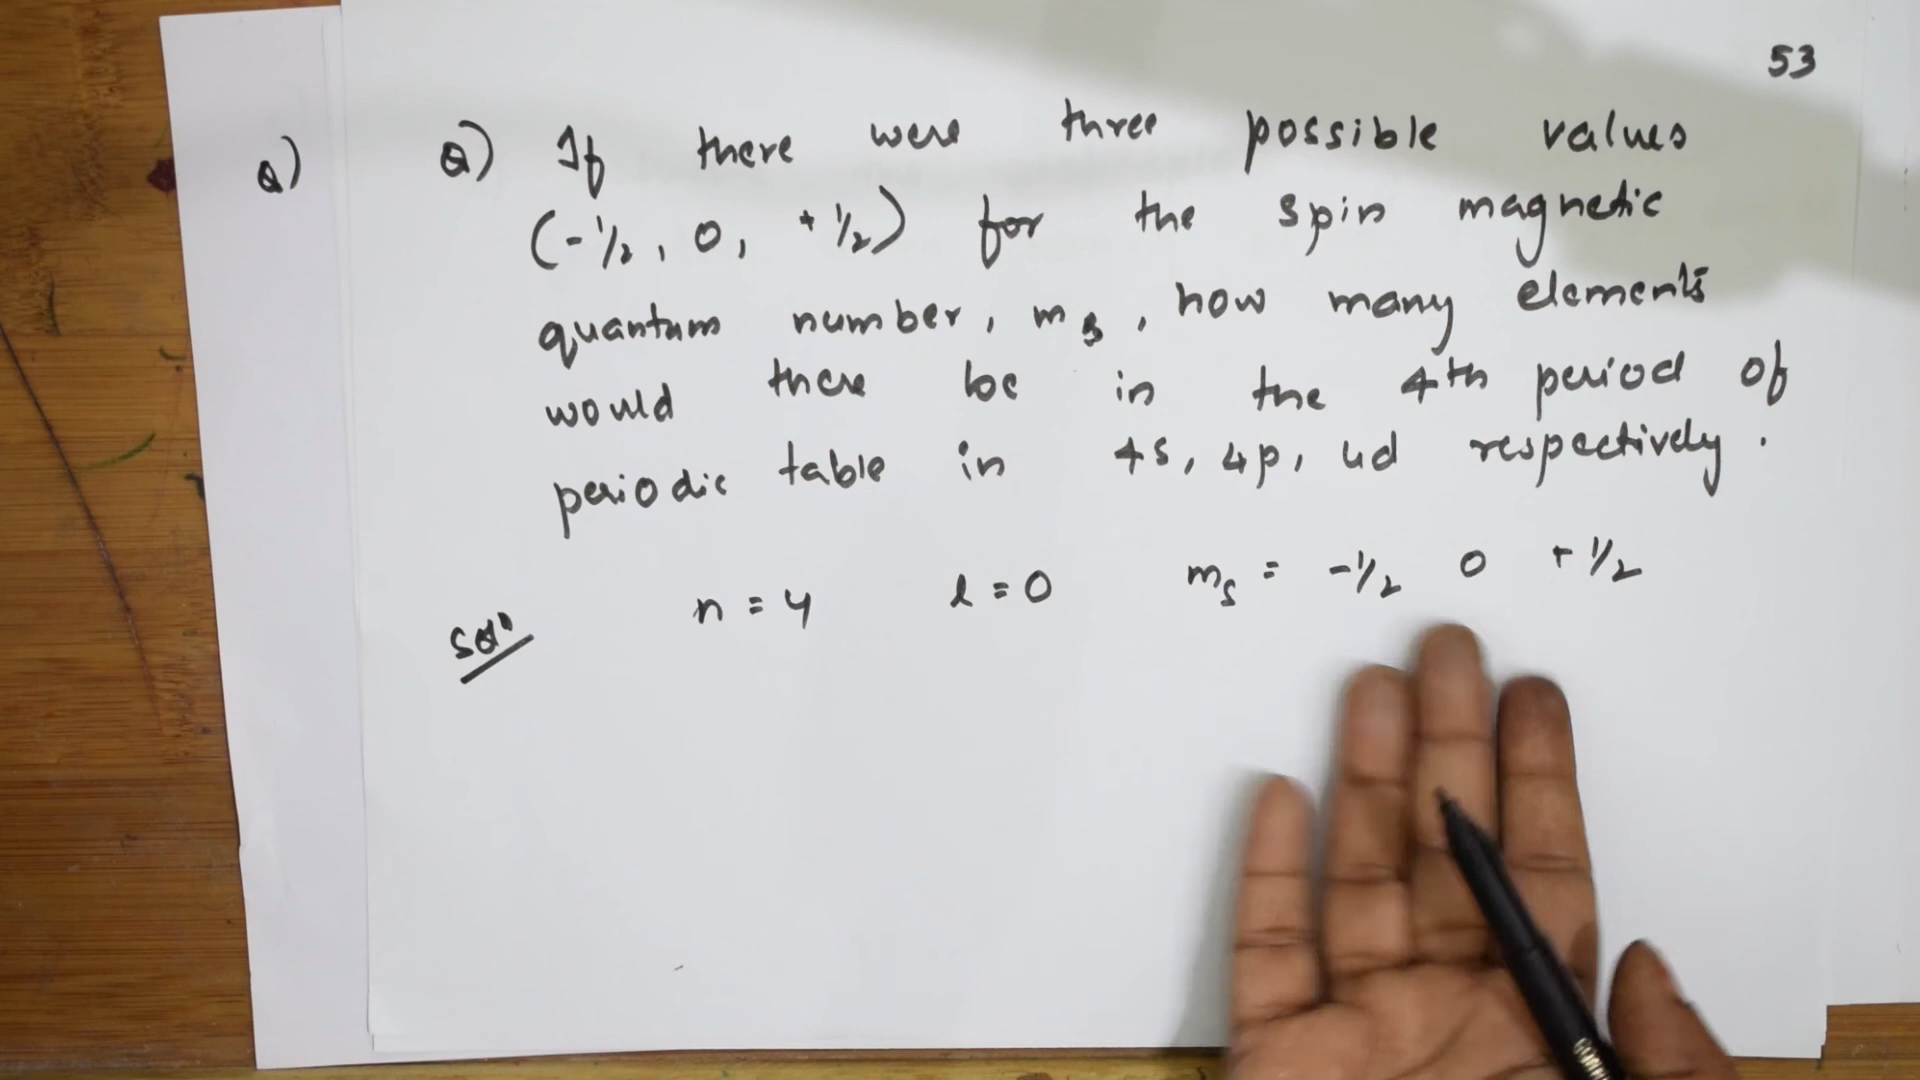 53
Q)
Q) If there were three possible values
(-1/2, 0, +1/2) for the spin magnetic
quantum number, ms, how many elements
would there be in the 4th period of
periodic table in 4s, 4p, 4d respectively.
Solⁿ n = 4 l = 0 ms = -1/2 0 +1/2